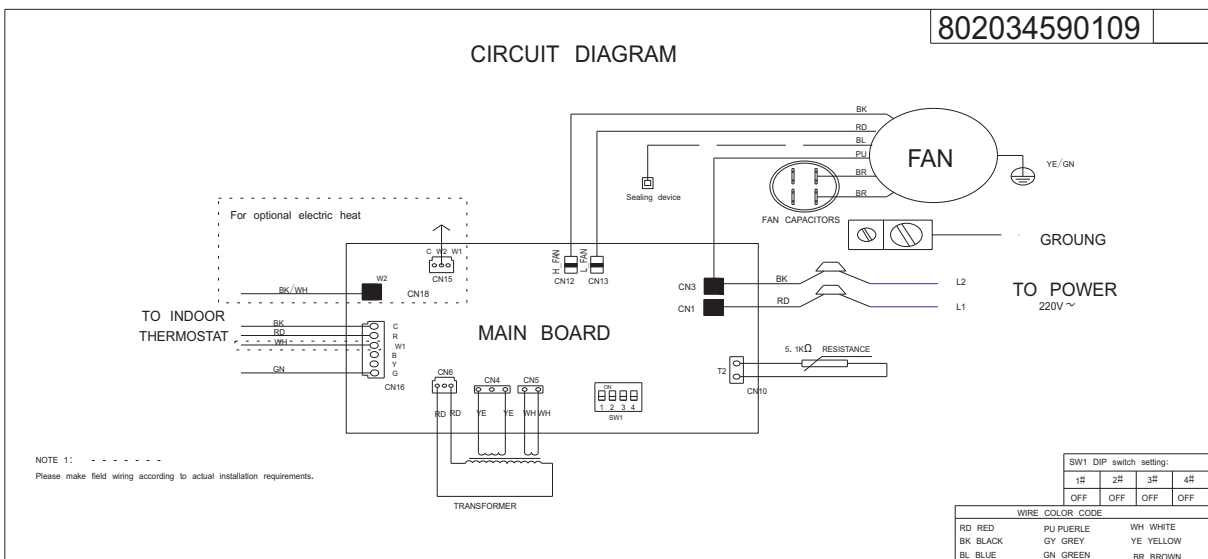 802034590109
CIRCUIT DIAGRAM
BK
RD
BL
PU
BR
BR
FAN
YE/GN
Sealing device
FAN CAPACITORS
For optional electric heat
C W2 W1
CN15
W2
CN18
BK/WH
H_FAN
CN12
L_FAN
CN13
GROUNG
CN3
BK
L2
CN1
RD
L1
TO POWER
220V~
TO INDOOR
THERMOSTAT
BK
RD
WH
GN
C
R
W1
B
Y
G
CN16
MAIN BOARD
5.1KΩ RESISTANCE
T2
CN10
CN6
CN4
CN5
RD RD YE YE WH WH
ON
1 2 3 4
SW1
TRANSFORMER
NOTE 1: - - - - - - -
Please make field wiring according to actual installation requirements.
SW1 DIP switch setting:
1# 2# 3# 4#
OFF OFF OFF OFF
WIRE COLOR CODE
RD RED PU PUERLE WH WHITE
BK BLACK GY GREY YE YELLOW
BL BLUE GN GREEN BR BROWN